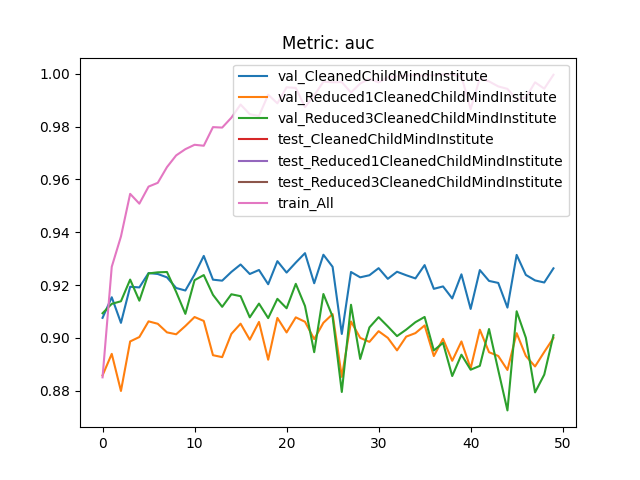 Metric: auc
1.00
0.98
0.96
0.94
0.92
0.90
0.88
val_CleanedChildMindInstitute
val_Reduced1CleanedChildMindInstitute
val_Reduced3CleanedChildMindInstitute
test_CleanedChildMindInstitute
test_Reduced1CleanedChildMindInstitute
test_Reduced3CleanedChildMindInstitute
train_All
0 10 20 30 40 50